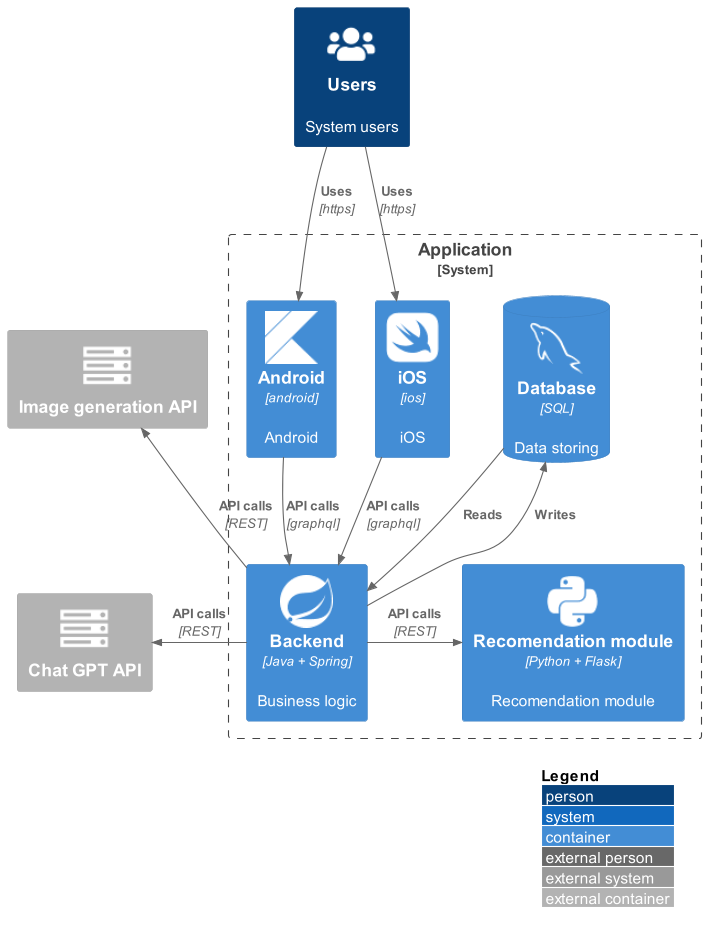 Users
System users
Uses
[https]
Uses
[https]
Application
[System]
Android
[android]
Android
iOS
[ios]
iOS
Database
[SQL]
Data storing
Image generation API
API calls
[REST]
API calls
[graphql]
API calls
[graphql]
Reads
Writes
Chat GPT API
API calls
[REST]
Backend
[Java + Spring]
Business logic
API calls
[REST]
Recomendation module
[Python + Flask]
Recomendation module
Legend
person
system
container
external person
external system
external container